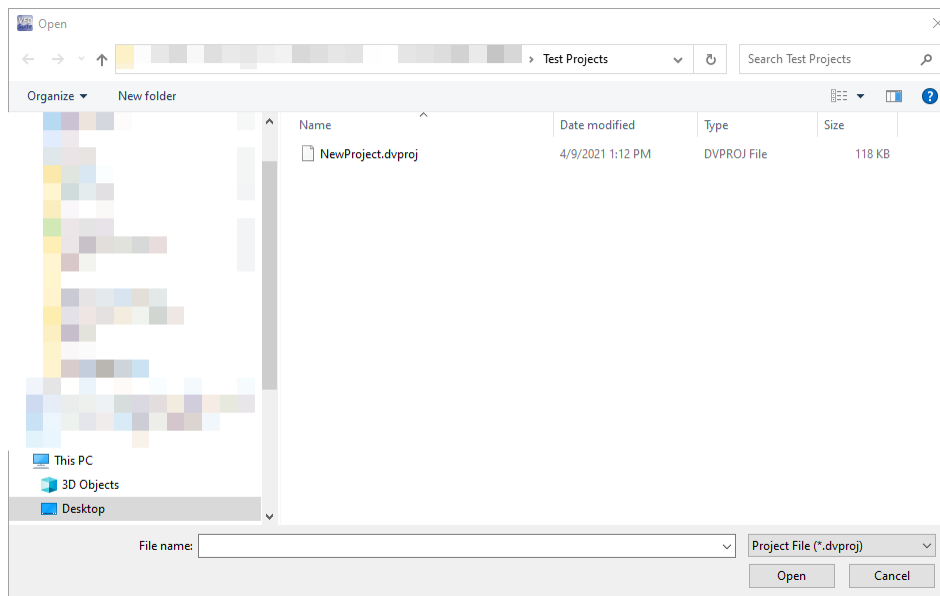 Open
Test Projects
Search Test Projects
Organize
New folder
?
Name
Date modified
Type
Size
NewProject.dvproj
4/9/2021 1:12 PM
DVPROJ File
118 KB
This PC
3D Objects
Desktop
File name:
Project File (*.dvproj)
Open
Cancel